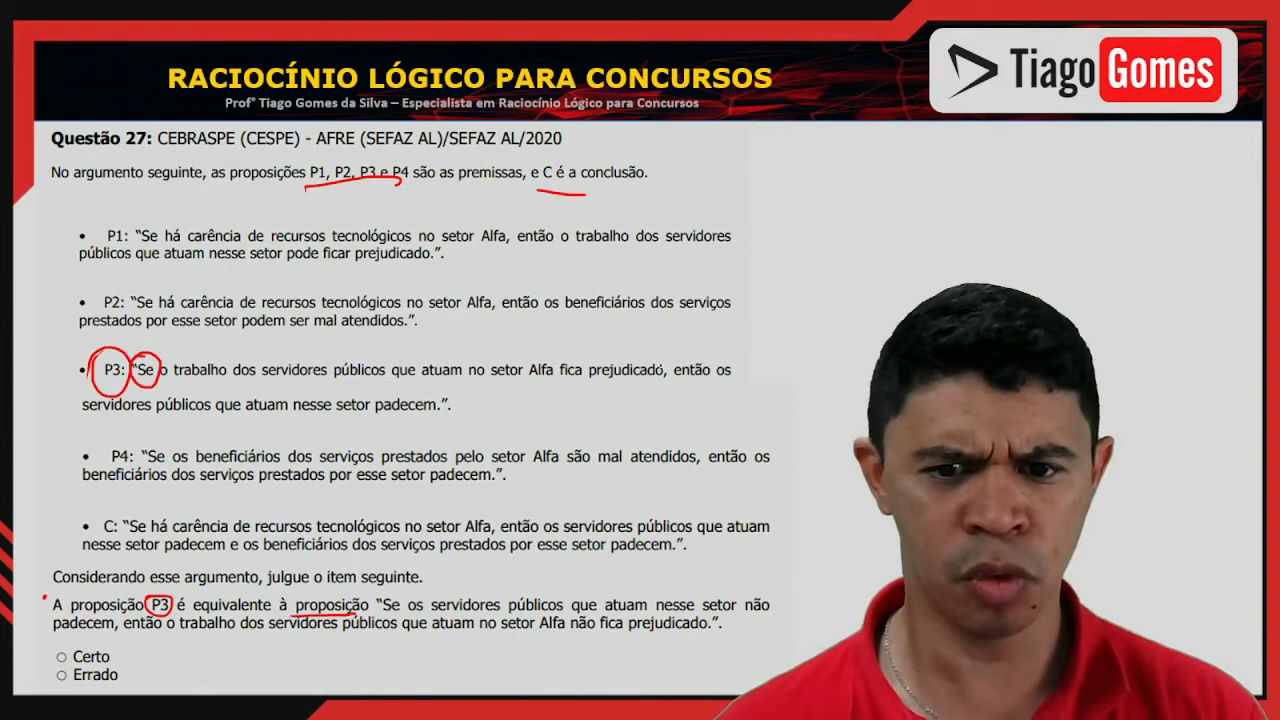 Tiago Gomes
RACIOCÍNIO LÓGICO PARA CONCURSOS
Prof° Tiago Gomes da Silva – Especialista em Raciocínio Lógico para Concursos
Questão 27: CEBRASPE (CESPE) - AFRE (SEFAZ AL)/SEFAZ AL/2020
No argumento seguinte, as proposições P1, P2, P3 e P4 são as premissas, e C é a conclusão.
• P1: “Se há carência de recursos tecnológicos no setor Alfa, então o trabalho dos servidores
públicos que atuam nesse setor pode ficar prejudicado.”.
• P2: “Se há carência de recursos tecnológicos no setor Alfa, então os beneficiários dos serviços
prestados por esse setor podem ser mal atendidos.”.
• P3: “Se o trabalho dos servidores públicos que atuam no setor Alfa fica prejudicado, então os
servidores públicos que atuam nesse setor padecem.”.
• P4: “Se os beneficiários dos serviços prestados pelo setor Alfa são mal atendidos, então os
beneficiários dos serviços prestados por esse setor padecem.”.
• C: “Se há carência de recursos tecnológicos no setor Alfa, então os servidores públicos que atuam
nesse setor padecem e os beneficiários dos serviços prestados por esse setor padecem.”.
Considerando esse argumento, julgue o item seguinte.
A proposição P3 é equivalente à proposição “Se os servidores públicos que atuam nesse setor não
padecem, então o trabalho dos servidores públicos que atuam no setor Alfa não fica prejudicado.”.
Certo
Errado